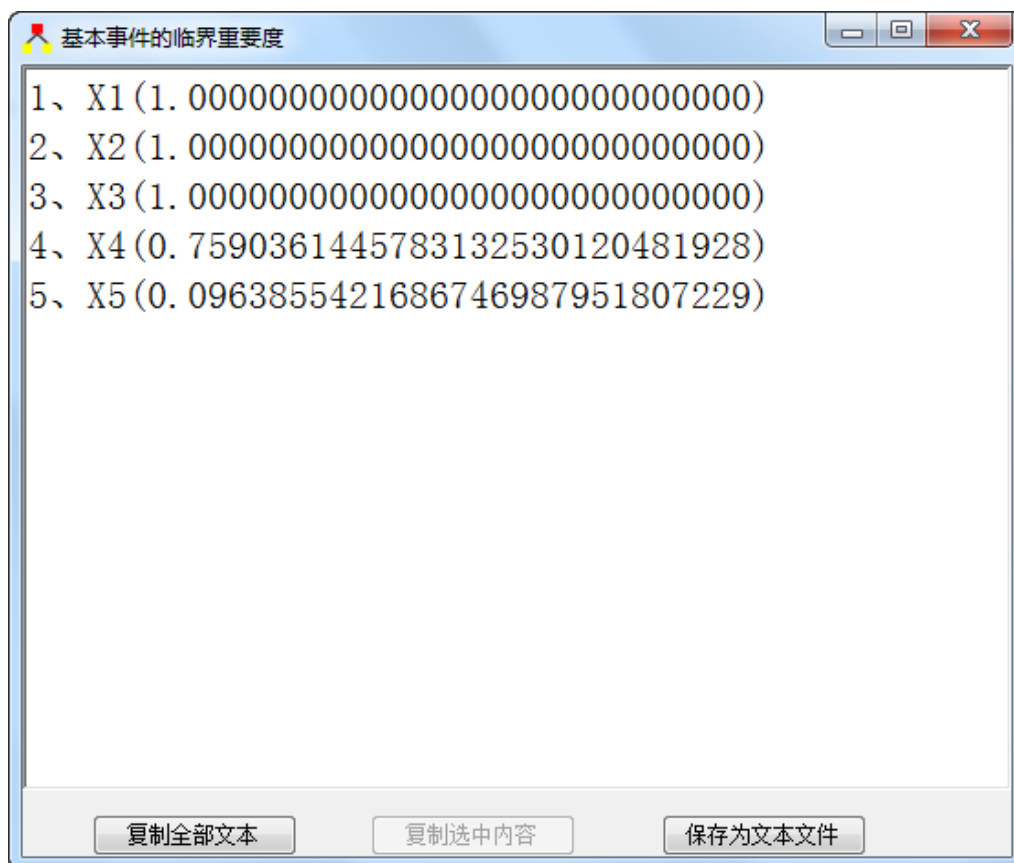 基本事件的临界重要度
1、X1(1.0000000000000000000000000000)
2、X2(1.0000000000000000000000000000)
3、X3(1.0000000000000000000000000000)
4、X4(0.7590361445783132530120481928)
5、X5(0.0963855421686746987951807229)
复制全部文本
复制选中内容
保存为文本文件